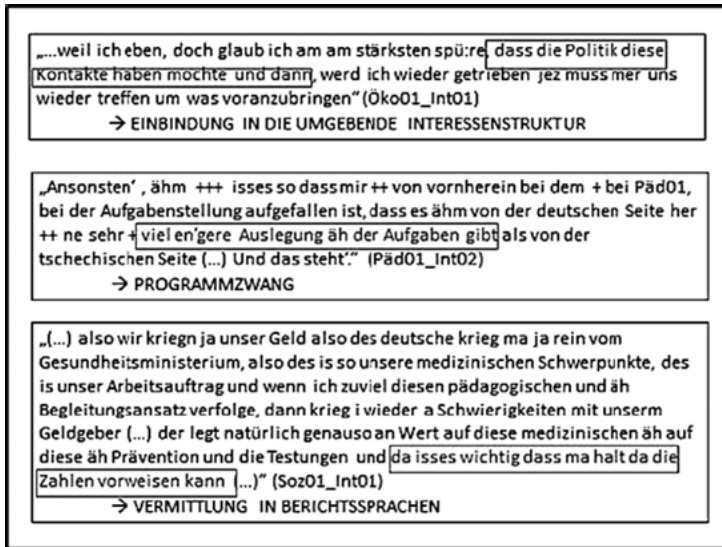 „...weil ich eben, doch glaub ich am am stärksten spü:re, dass die Politik diese
Kontakte haben möchte und dann, werd ich wieder getrieben jez muss mer uns
wieder treffen um was voranzubringen“ (Öko01_Int01)
→ EINBINDUNG IN DIE UMGEBENDE INTERESSENSTRUKTUR
„Ansonsten' , ähm +++ isses so dassmir ++ von vornherein bei dem + bei Päd01,
bei der Aufgabenstellung aufgefallen ist, dass es ähm von der deutschen Seite her
++ ne sehr + viel en'gere Auslegung äh der Aufgaben gibt als von der
tschechischen Seite (...) Und das steht'.“ (Päd01_Int02)
→ PROGRAMMZWANG
„(...) also wir kriegn ja unser Geld also des deutsche krieg ma ja rein vom
Gesundheitsministerium, also des is so unsere medizinischen Schwerpunkte, des
is unser Arbeitsauftrag und wenn ich zuviel diesen pädagogischen und äh
Begleitungsansatz verfolge, dann krieg i wieder a Schwierigkeiten mit unserm
Geldgeber (...) der legt natürlich genauso an Wert auf diese medizinischen äh auf
diese äh Prävention und die Testungen und da isses wichtig dass ma halt da die
Zahlen vorweisen kann (...)“ (Soz01_Int01)
→ VERMITTLUNG IN BERICHTSSPRACHEN